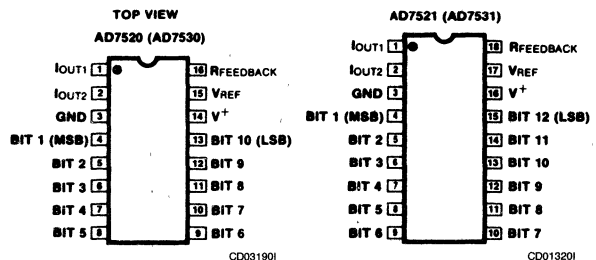 TOP VIEW
AD7520 (AD7530)
IOUT1 1
IOUT2 2
GND 3
BIT 1 (MSB) 4
BIT 2 5
BIT 3 6
BIT 4 7
BIT 5 8
16 RFEEDBACK
15 VREF
14 V+
13 BIT 10 (LSB)
12 BIT 9
11 BIT 8
10 BIT 7
9 BIT 6
CD03190I
AD7521 (AD7531)
IOUT1 1
IOUT2 2
GND 3
BIT 1 (MSB) 4
BIT 2 5
BIT 3 6
BIT 4 7
BIT 5 8
BIT 6 9
18 RFEEDBACK
17 VREF
16 V+
15 BIT 12 (LSB)
14 BIT 11
13 BIT 10
12 BIT 9
11 BIT 8
10 BIT 7
CD01320I